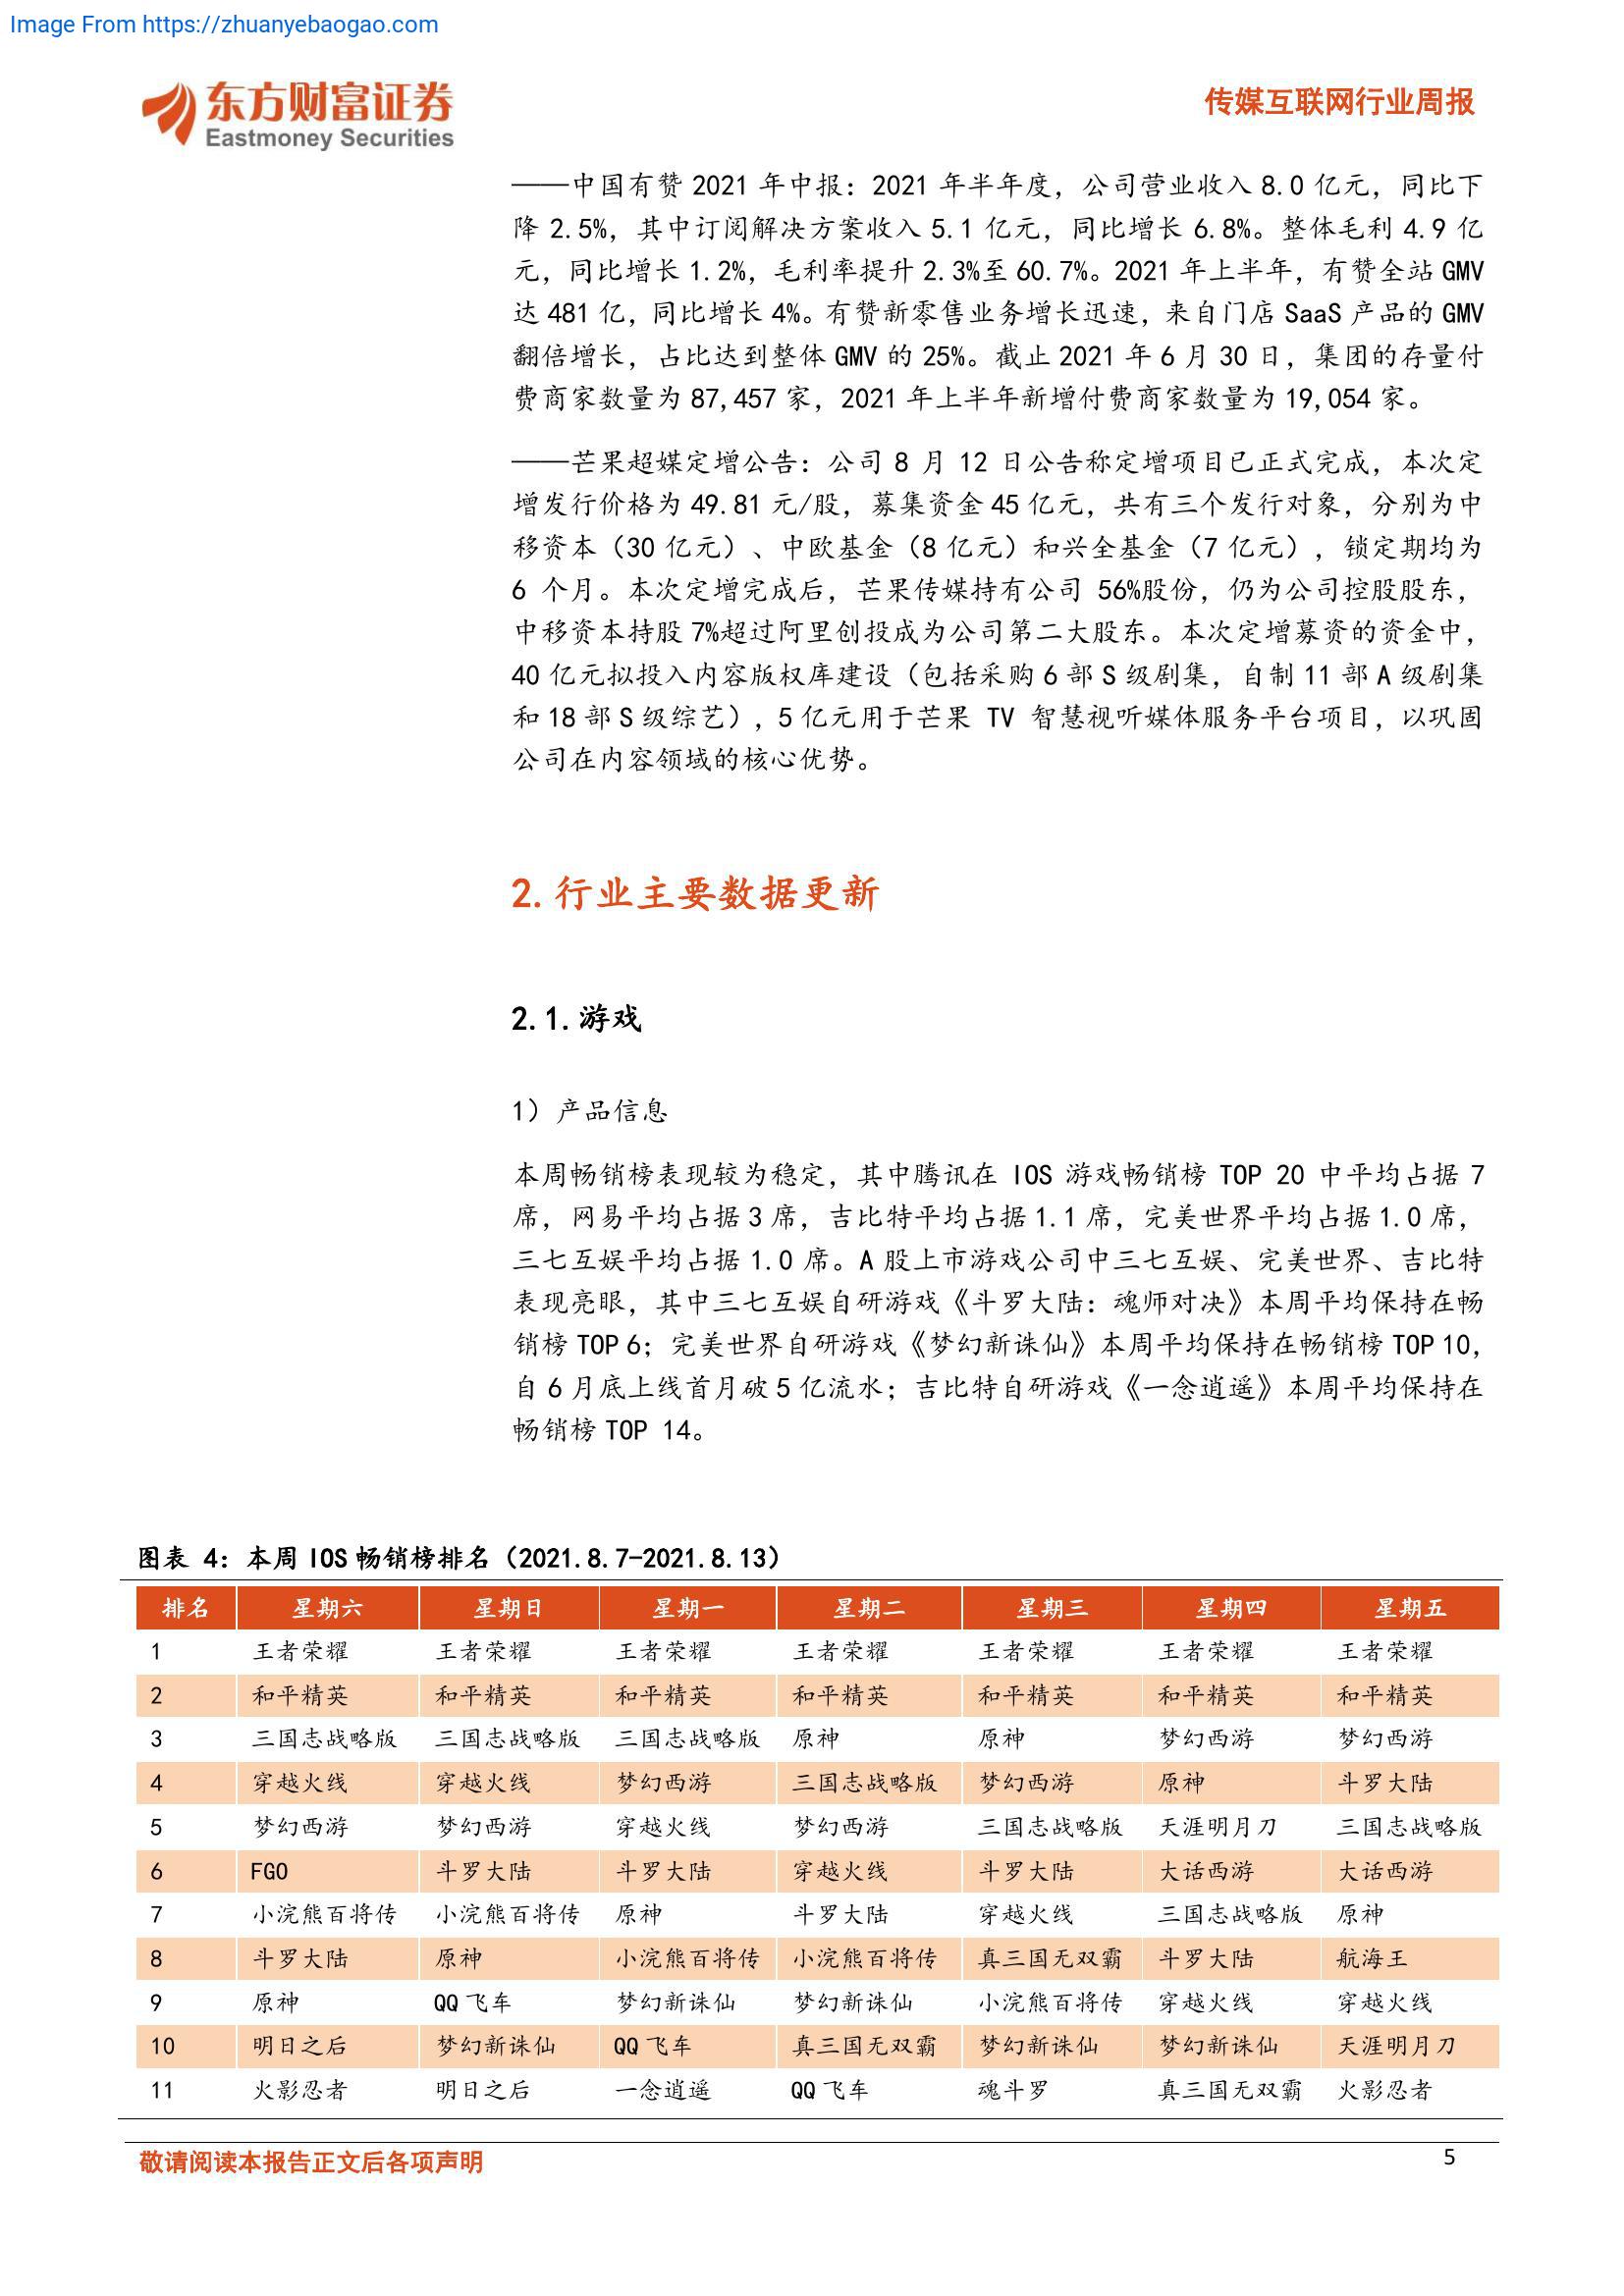 Image From https://zhuanyebaogao.com
东方财富证券
Eastmoney Securities
传媒互联网行业周报
——中国有赞 2021 年中报：2021 年半年度，公司营业收入 8.0 亿元，同比下
降 2.5%，其中订阅解决方案收入 5.1 亿元，同比增长 6.8%。整体毛利 4.9 亿
元，同比增长 1.2%，毛利率提升 2.3%至 60.7%。2021 年上半年，有赞全站 GMV
达 481 亿，同比增长 4%。有赞新零售业务增长迅速，来自门店 SaaS 产品的 GMV
翻倍增长，占比达到整体 GMV 的 25%。截止 2021 年 6 月 30 日，集团的存量付
费商家数量为 87,457 家，2021 年上半年新增付费商家数量为 19,054 家。
——芒果超媒定增公告：公司 8 月 12 日公告称定增项目已正式完成，本次定
增发行价格为 49.81 元/股，募集资金 45 亿元，共有三个发行对象，分别为中
移资本（30 亿元）、中欧基金（8 亿元）和兴全基金（7 亿元），锁定期均为
6 个月。本次定增完成后，芒果传媒持有公司 56%股份，仍为公司控股股东，
中移资本持股 7%超过阿里创投成为公司第二大股东。本次定增募资的资金中，
40 亿元拟投入内容版权库建设（包括采购 6 部 S 级剧集，自制 11 部 A 级剧集
和 18 部 S 级综艺），5 亿元用于芒果 TV 智慧视听媒体服务平台项目，以巩固
公司在内容领域的核心优势。
2.行业主要数据更新
2.1.游戏
1）产品信息
本周畅销榜表现较为稳定，其中腾讯在 IOS 游戏畅销榜 TOP 20 中平均占据 7
席，网易平均占据 3 席，吉比特平均占据 1.1 席，完美世界平均占据 1.0 席，
三七互娱平均占据 1.0 席。A 股上市游戏公司中三七互娱、完美世界、吉比特
表现亮眼，其中三七互娱自研游戏《斗罗大陆：魂师对决》本周平均保持在畅
销榜 TOP 6；完美世界自研游戏《梦幻新诛仙》本周平均保持在畅销榜 TOP 10，
自 6 月底上线首月破 5 亿流水；吉比特自研游戏《一念逍遥》本周平均保持在
畅销榜 TOP 14。
图表 4：本周 IOS 畅销榜排名（2021.8.7-2021.8.13）
排名 星期六 星期日 星期一 星期二 星期三 星期四 星期五
1 王者荣耀 王者荣耀 王者荣耀 王者荣耀 王者荣耀 王者荣耀 王者荣耀
2 和平精英 和平精英 和平精英 和平精英 和平精英 和平精英 和平精英
3 三国志战略版 三国志战略版 三国志战略版 原神 原神 梦幻西游 梦幻西游
4 穿越火线 穿越火线 梦幻西游 三国志战略版 梦幻西游 原神 斗罗大陆
5 梦幻西游 梦幻西游 穿越火线 梦幻西游 三国志战略版 天涯明月刀 三国志战略版
6 FGO 斗罗大陆 斗罗大陆 穿越火线 斗罗大陆 大话西游 大话西游
7 小浣熊百将传 小浣熊百将传 原神 斗罗大陆 穿越火线 三国志战略版 原神
8 斗罗大陆 原神 小浣熊百将传 小浣熊百将传 真三国无双霸 斗罗大陆 航海王
9 原神 QQ 飞车 梦幻新诛仙 梦幻新诛仙 小浣熊百将传 穿越火线 穿越火线
10 明日之后 梦幻新诛仙 QQ 飞车 真三国无双霸 梦幻新诛仙 梦幻新诛仙 天涯明月刀
11 火影忍者 明日之后 一念逍遥 QQ 飞车 魂斗罗 真三国无双霸 火影忍者
敬请阅读本报告正文后各项声明
5